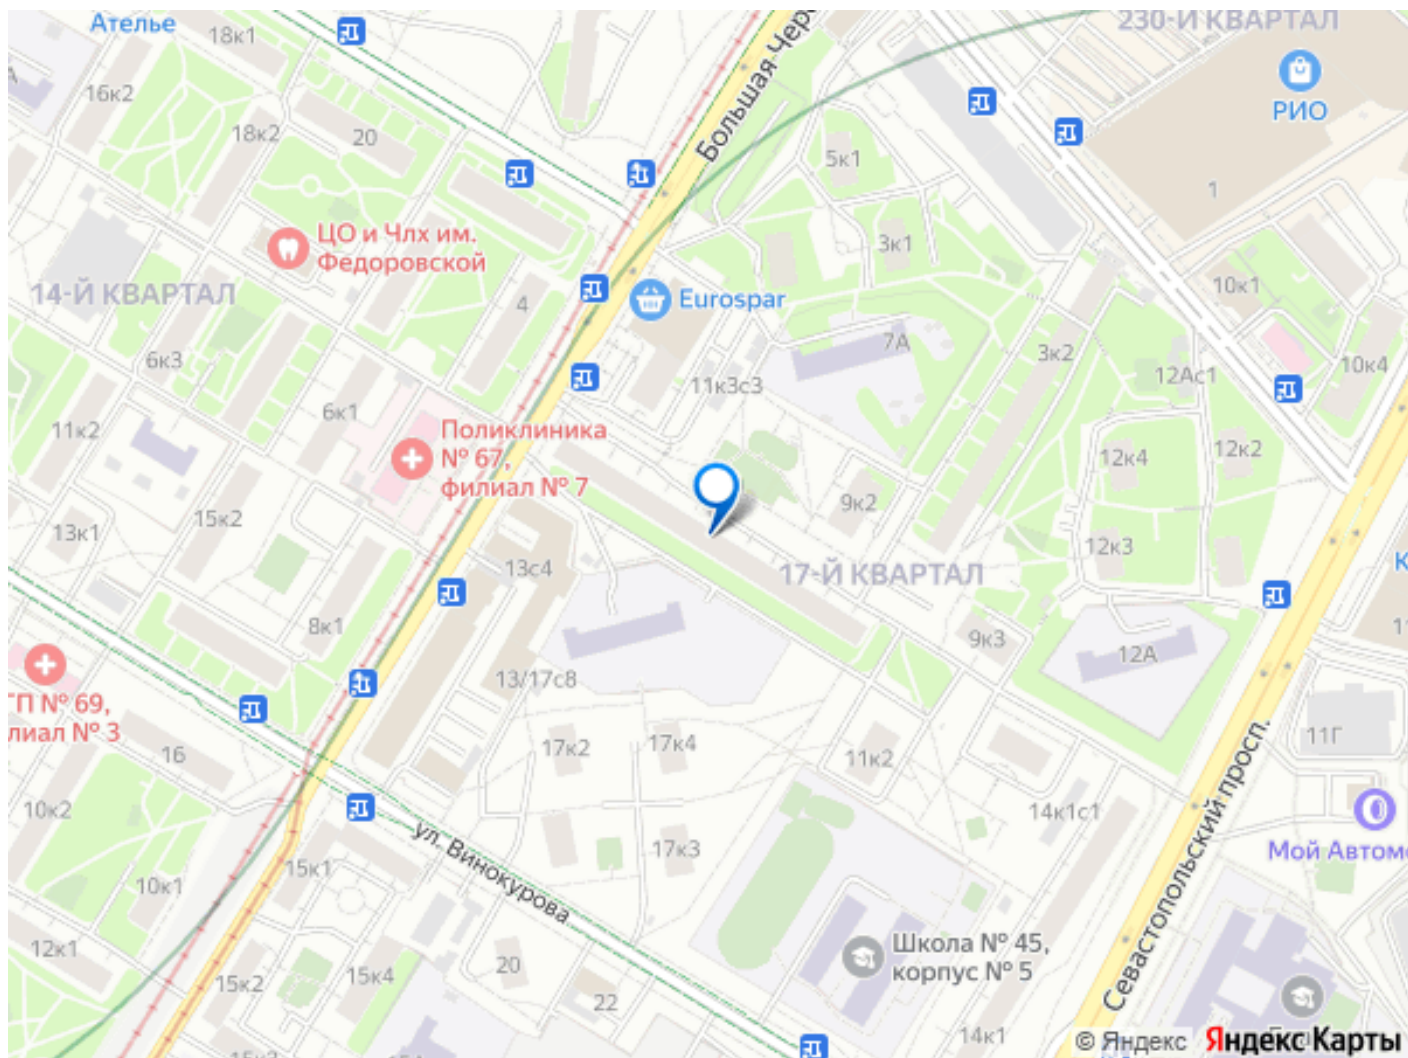 Ателье
18к1
Большая Чер
230-Й КВАРТАЛ
РИО
16к2
18к2
20
5к1
1
ЦО и Члх им.
Федоровской
3к1
14-Й КВАРТАЛ
4
Eurospar
10к1
7А
3к2
6к3
11к3с3
12Ас1
10к4
6к1
11к2
Поликлиника
№ 67,
филиал № 7
12к4
12к2
9к2
15к2
13к1
12к3
13с4
17-Й КВАРТАЛ
К
8к1
9к3
11
12А
ГП № 69,
лиал № 3
13/17с8
16
17к2
17к4
11к2
11Г
10к2
14к1с1
ул. Винокурова
17к3
Мой Автом
15к1
10к1
Севастопольский просп.
12к1
Школа № 45,
корпус № 5
15к2
15к4
20
22
14к1
© Яндекс
Яндекс Карты